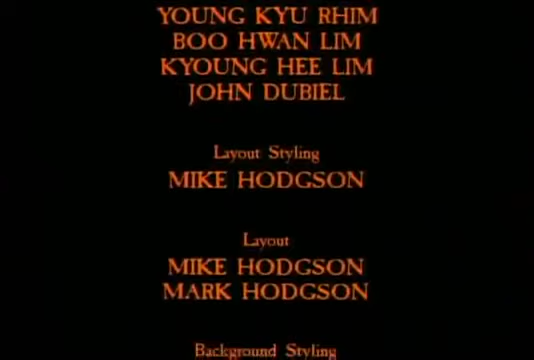 YOUNG KYU RHIM
BOO HWAN LIM
KYOUNG HEE LIM
JOHN DUBIEL
Layout Styling
MIKE HODGSON
Layout
MIKE HODGSON
MARK HODGSON
Background Styling